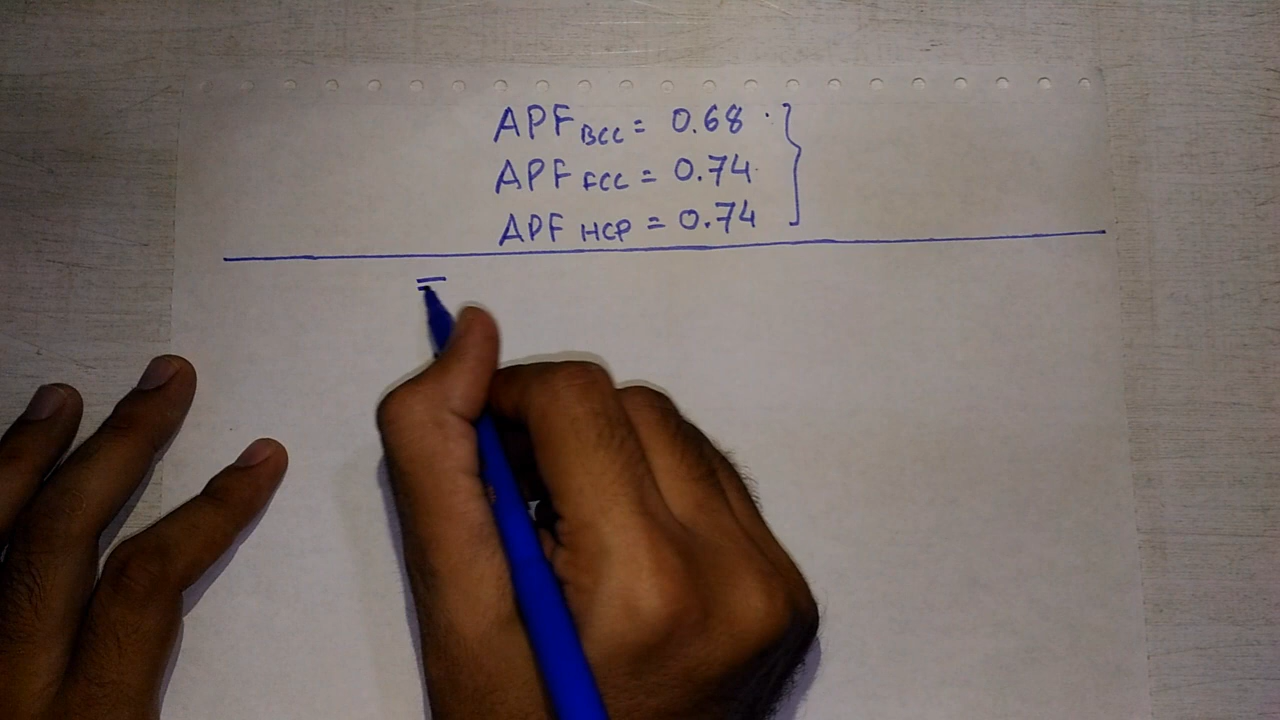 APF BCC = 0.68
APF FCC = 0.74
APF HCP = 0.74